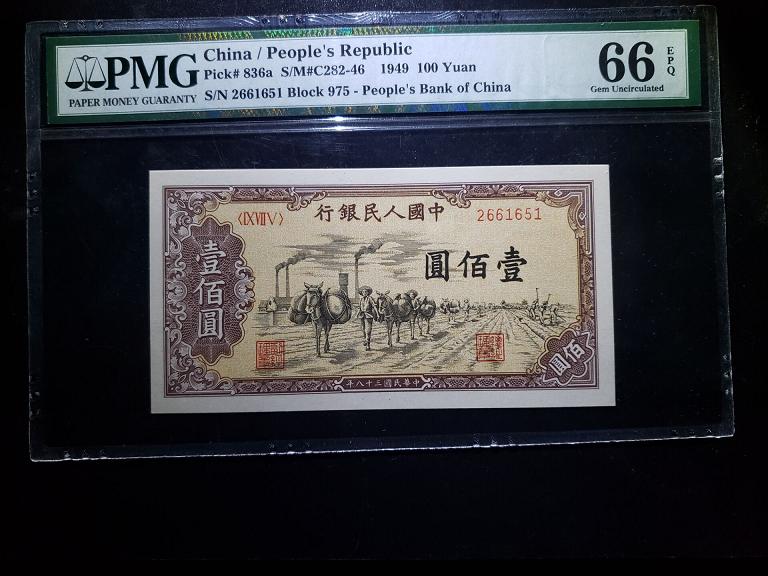 PMG
PAPER MONEY GUARANTY
China / People's Republic
Pick# 836a S/M#C282-46 1949 100 Yuan
S/N 2661651 Block 975 - People's Bank of China
66 EPQ
Gem Uncirculated
行銀民人國中
〈IX VII V〉
2661651
圓佰壹
壹佰圓
佰圓
年八十三國民華中